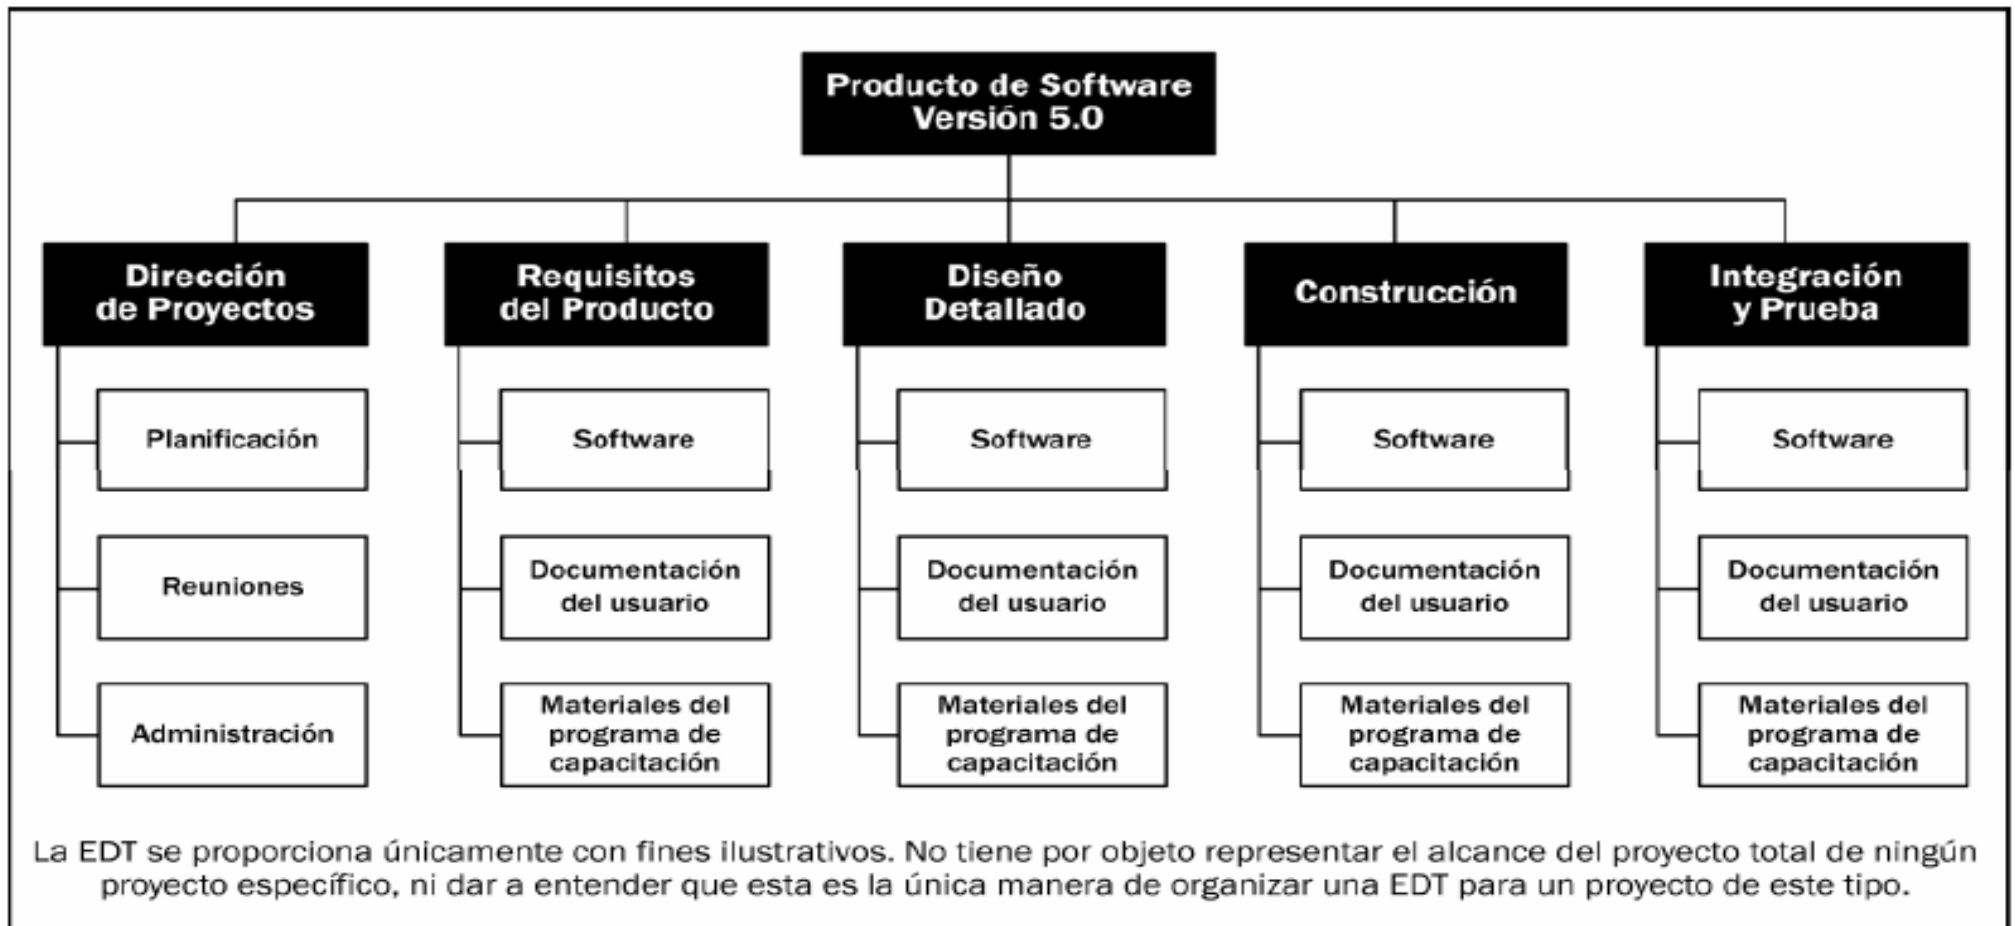 Producto de Software
Versión 5.0
Dirección
de Proyectos
Requisitos
del Producto
Diseño
Detallado
Construcción
Integración
y Prueba
Planificación
Software
Software
Software
Software
Reuniones
Documentación
del usuario
Documentación
del usuario
Documentación
del usuario
Documentación
del usuario
Administración
Materiales del
programa de
capacitación
Materiales del
programa de
capacitación
Materiales del
programa de
capacitación
Materiales del
programa de
capacitación
La EDT se proporciona únicamente con fines ilustrativos. No tiene por objeto representar el alcance del proyecto total de ningún
proyecto específico, ni dar a entender que esta es la única manera de organizar una EDT para un proyecto de este tipo.